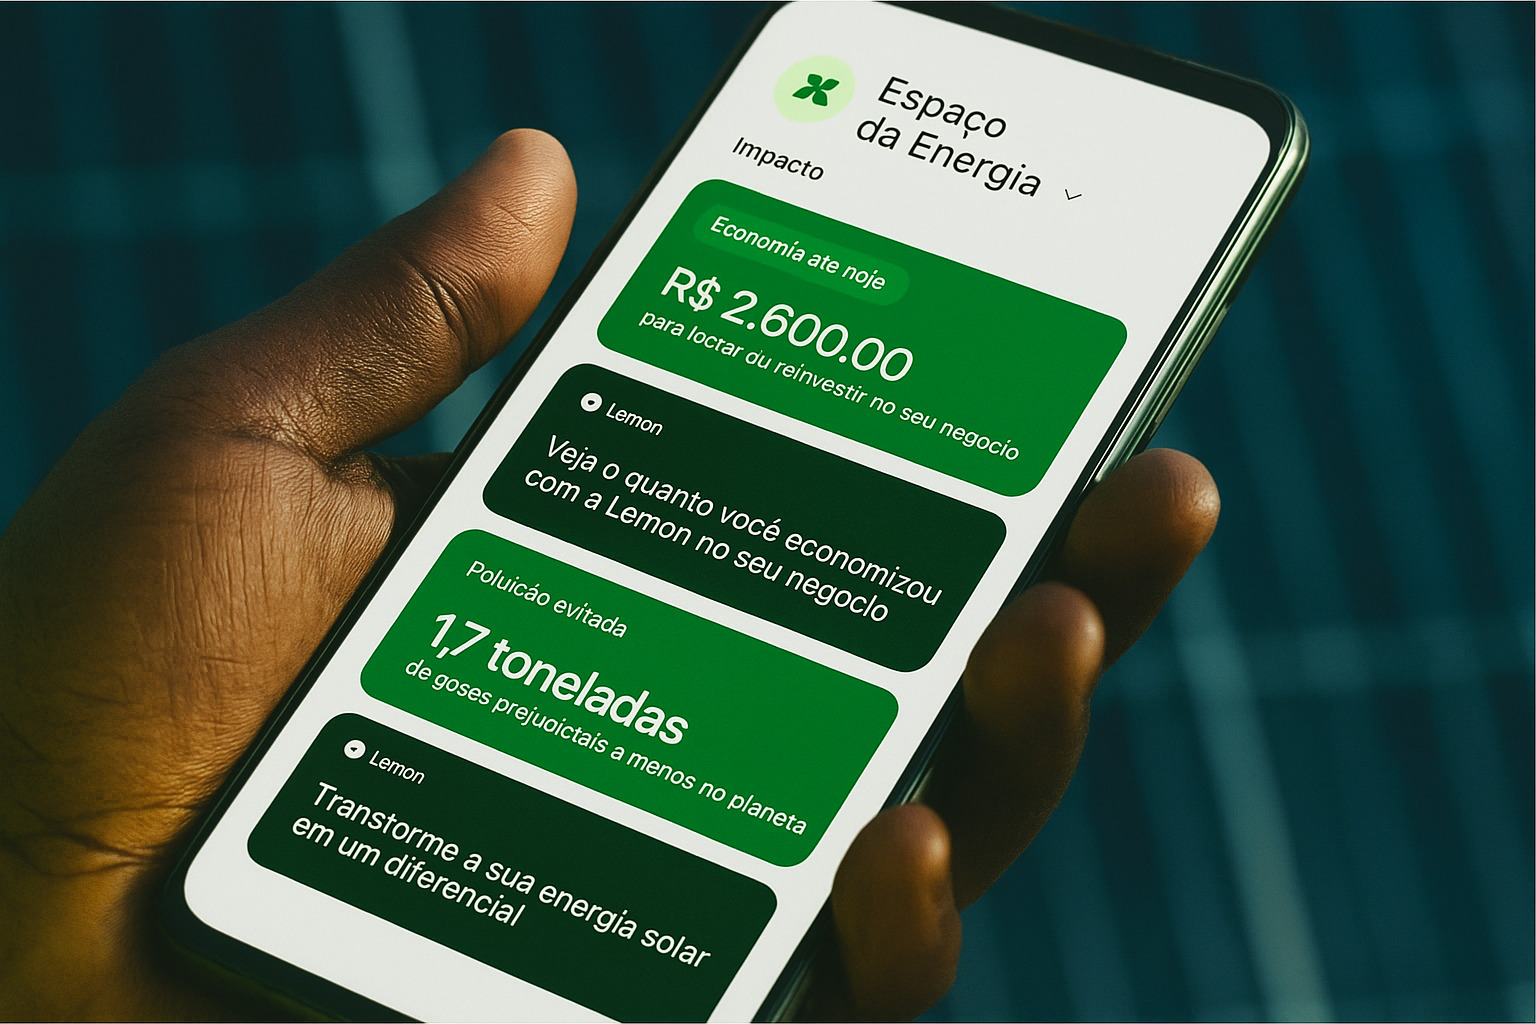 Espaço
da Energia
Impacto
Economia ate noje
R$ 2.600.00
para loctar du reinvestir no seu negocío
Lemon
Veja o quanto você economizou
com a Lemon no seu negoclo
Poluicáo evitada
1,7 toneladas
de goses prejuoictais a menos no planeta
Lemon
Transforme a sua energia solar
em um diferencial